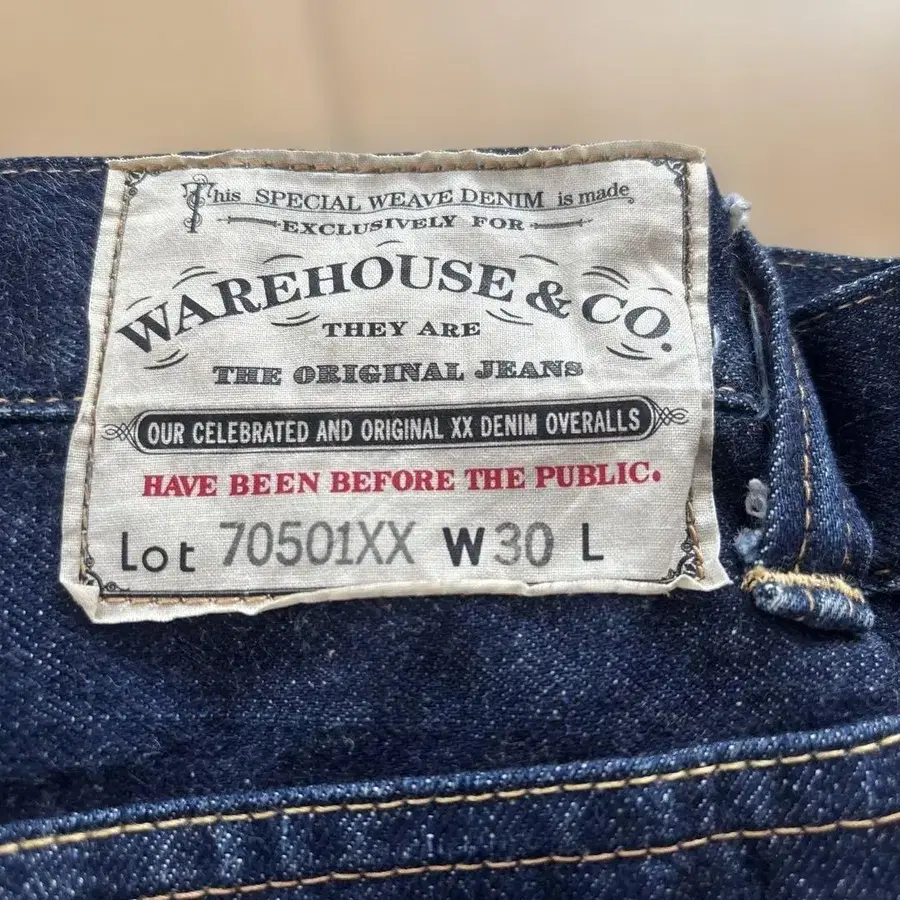 This SPECIAL WEAVE DENIM is made
EXCLUSIVELY FOR
WAREHOUSE & CO.
THEY ARE
THE ORIGINAL JEANS
OUR CELEBRATED AND ORIGINAL XX DENIM OVERALLS
HAVE BEEN BEFORE THE PUBLIC.
Lot 70501XX W30 L